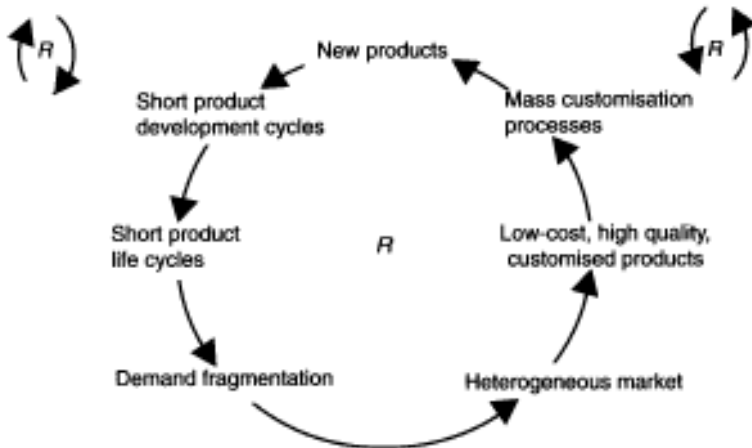 R
New products
R
Short product
development cycles
Mass customisation
processes
Short product
life cycles
R
Low-cost, high quality,
customised products
Demand fragmentation
Heterogeneous market